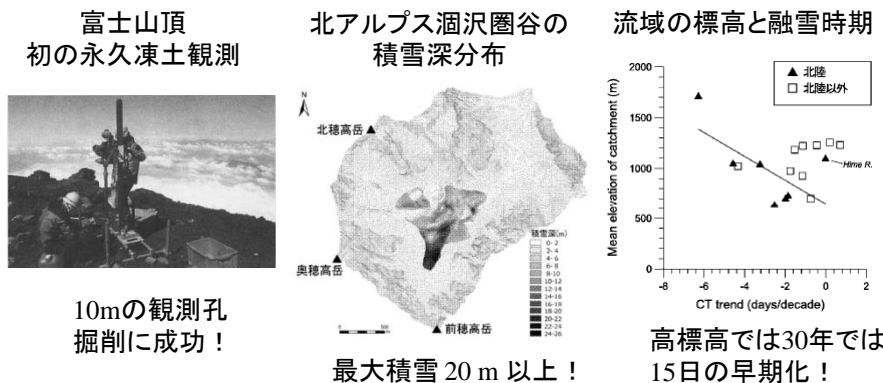 富士山頂
初の永久凍土観測
10mの観測孔
掘削に成功！
北アルプス涸沢圏谷の
積雪深分布
N
北穂高岳
奥穂高岳
前穂高岳
積雪深(m)
0- 2
2- 4
4- 6
6- 8
8-10
10-12
12-14
14-16
16-18
18-20
20-22
22-24
24-26
最大積雪 20 m 以上！
流域の標高と融雪時期
▲ 北陸
□ 北陸以外
Mean elevation of catchment (m)
2000
1500
1000
500
0
Hime R.
-8 -6 -4 -2 0 2
CT trend (days/decade)
高標高では30年では
15日の早期化！